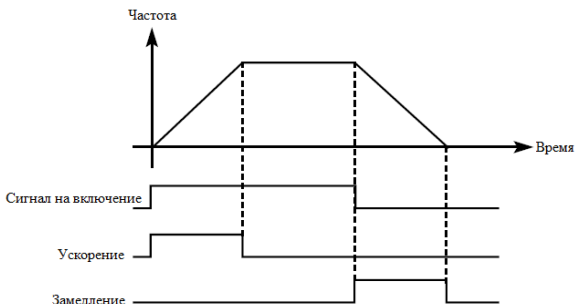 Частота
Время
Сигнал на включение
Ускорение
Замедление